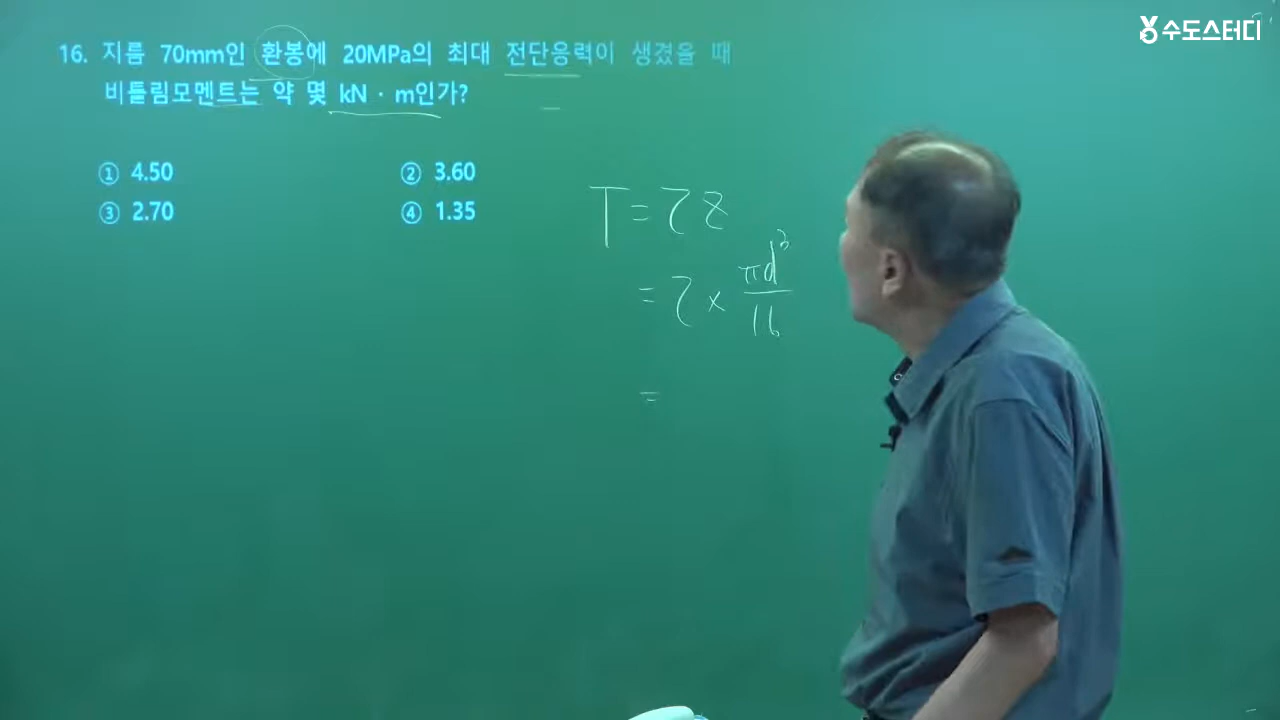 수도스터디
16. 지름 70mm인 환봉에 20MPa의 최대 전단응력이 생겼을 때
비틀림모멘트는 약 몇 kN · m인가?
① 4.50 ② 3.60
③ 2.70 ④ 1.35
T = τ z
= τ × πd³/16
=